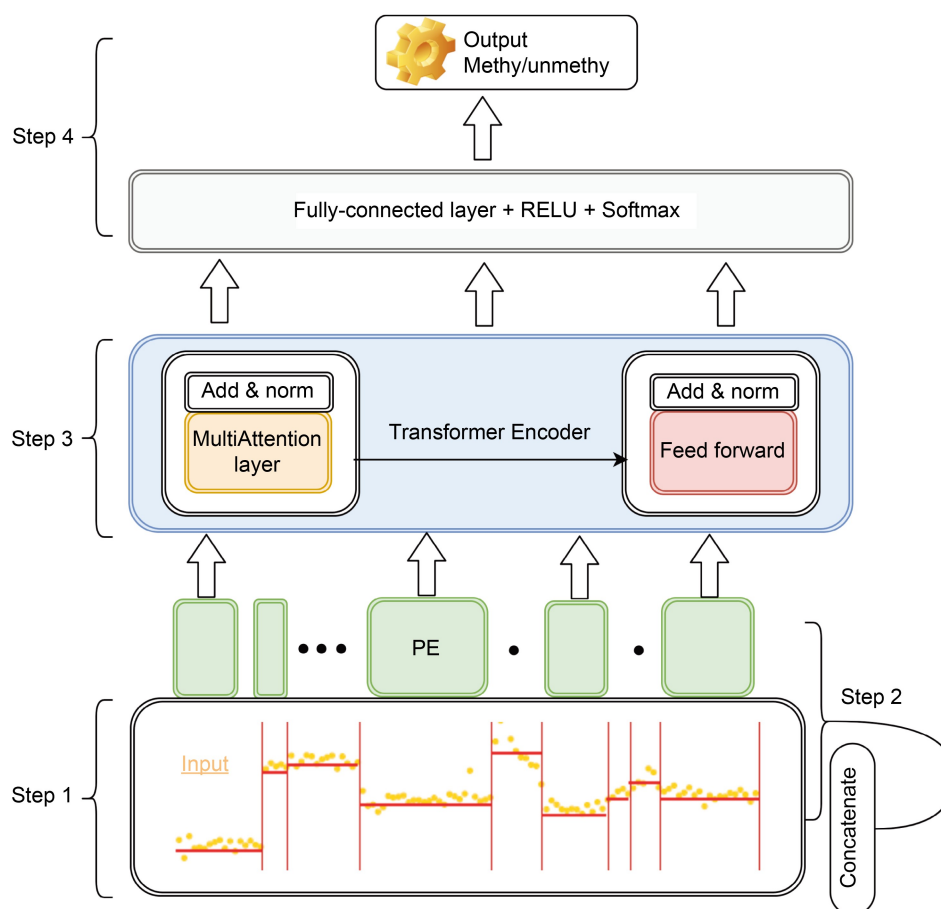 Output
Methy/unmethy
Step 4
Fully-connected layer + RELU + Softmax
Add & norm
MultiAttention
layer
Step 3
Transformer Encoder
Add & norm
Feed forward
PE
Step 2
Input
Step 1
Concatenate